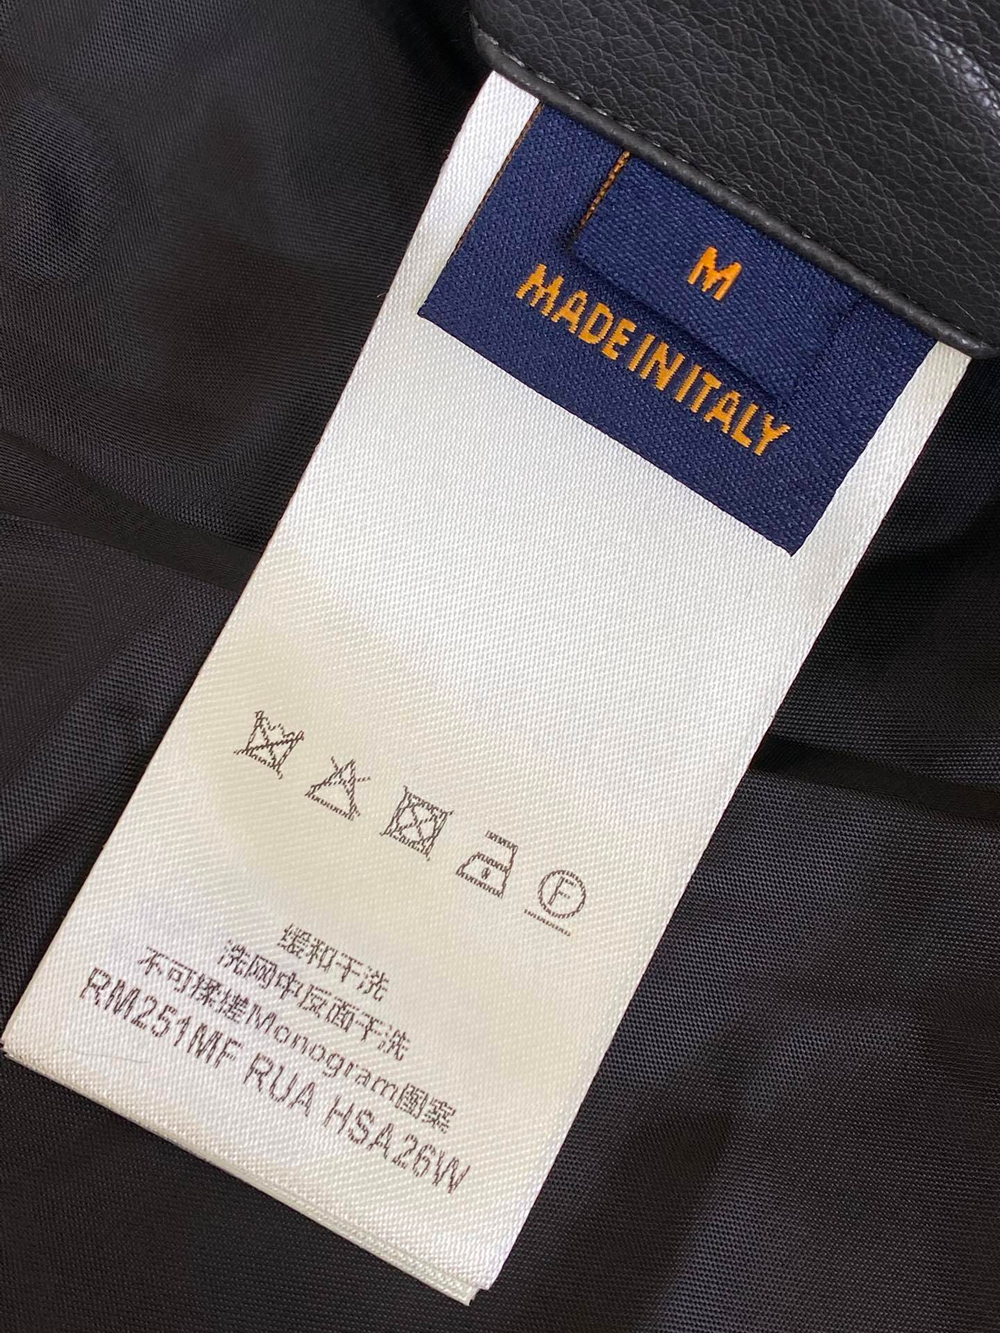 M
MADE IN ITALY
F
缓和干洗
洗网中反面干洗
不可揉搓Monogram图案
RM251MF RUA HSA26W